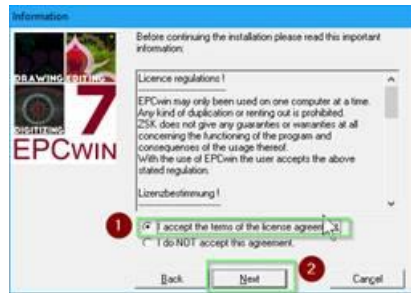 Information
Before continuing the installation please read this important
information:
DRAWING EDITING
DIGITIZING
7
EPCWIN
Licence regulations !
EPCwin may only been used on one computer at a time.
Any kind of duplication or renting out is prohibited.
ZSK does not give any guaranties or warranties at all
concerning the functioning of the program and
consequences of the usage thereof.
With the use of EPCwin the user accepts the above
stated regulation.
Lizenzbestimmung !
1
I accept the terms of the license agreement.
I do NOT accept this agreement.
Back
Next
2
Cancel